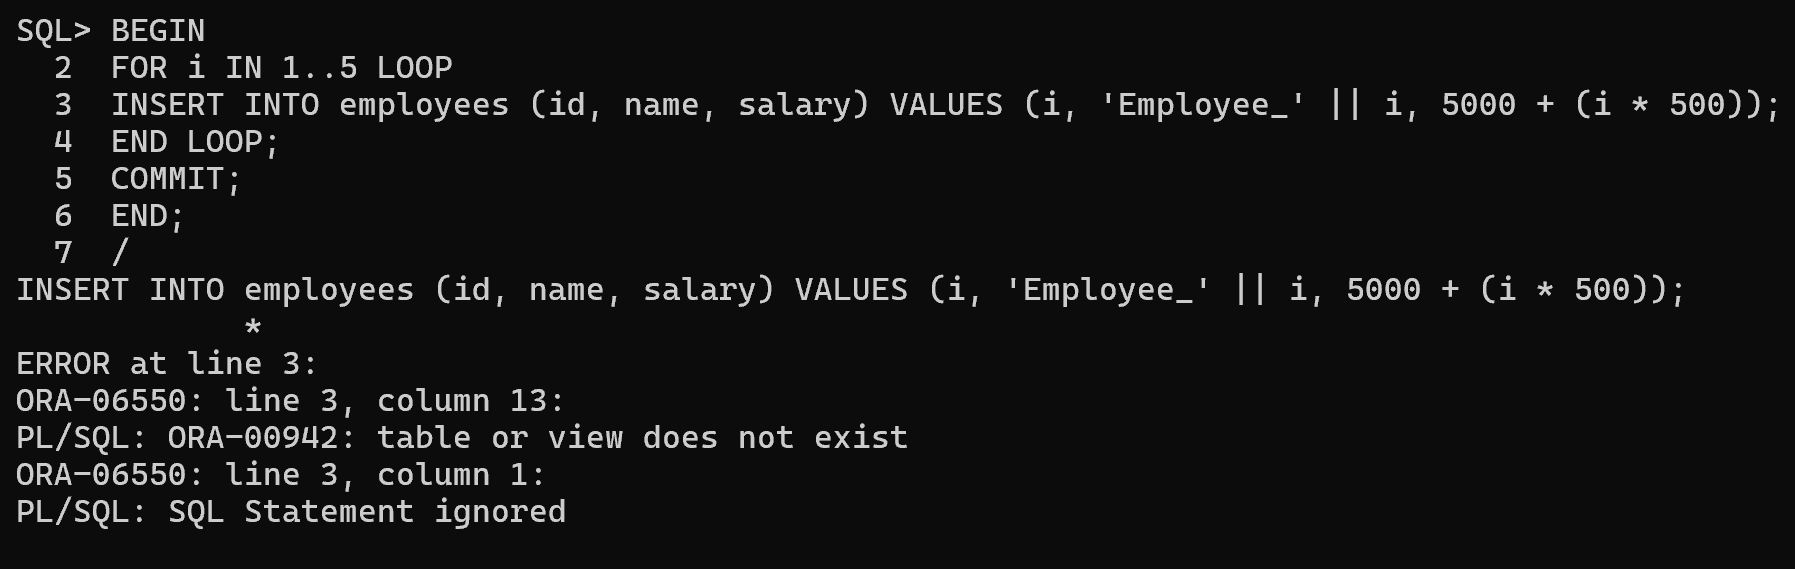 SQL> BEGIN
  2  FOR i IN 1..5 LOOP
  3  INSERT INTO employees (id, name, salary) VALUES (i, 'Employee_' || i, 5000 + (i * 500));
  4  END LOOP;
  5  COMMIT;
  6  END;
  7  /
INSERT INTO employees (id, name, salary) VALUES (i, 'Employee_' || i, 5000 + (i * 500));
            *
ERROR at line 3:
ORA-06550: line 3, column 13:
PL/SQL: ORA-00942: table or view does not exist
ORA-06550: line 3, column 1:
PL/SQL: SQL Statement ignored